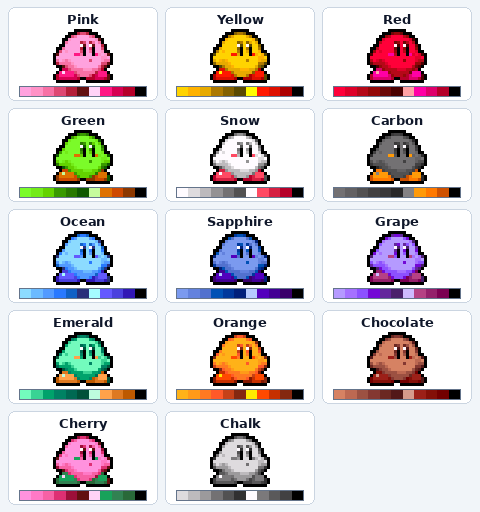 Pink
Yellow
Red
Green
Snow
Carbon
Ocean
Sapphire
Grape
Emerald
Orange
Chocolate
Cherry
Chalk